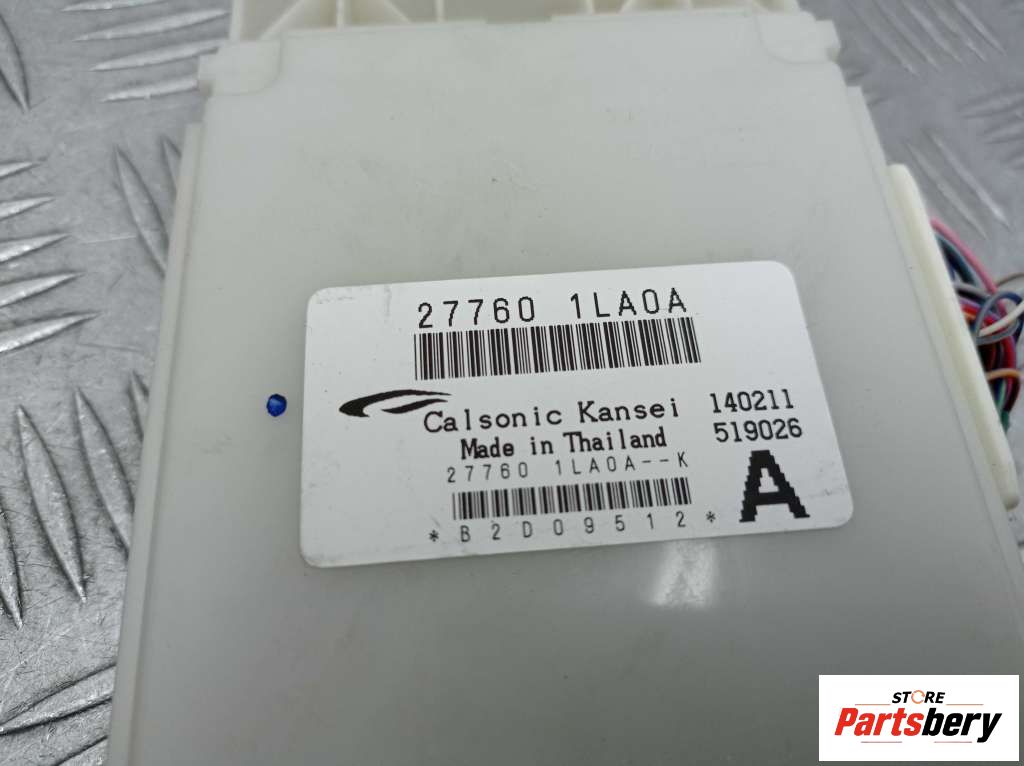 27760 1LA0A
Calsonic Kansei 140211
Made in Thailand 519026
27760 1LA0A--K
A
*B2D09512*
STORE
Partsbery